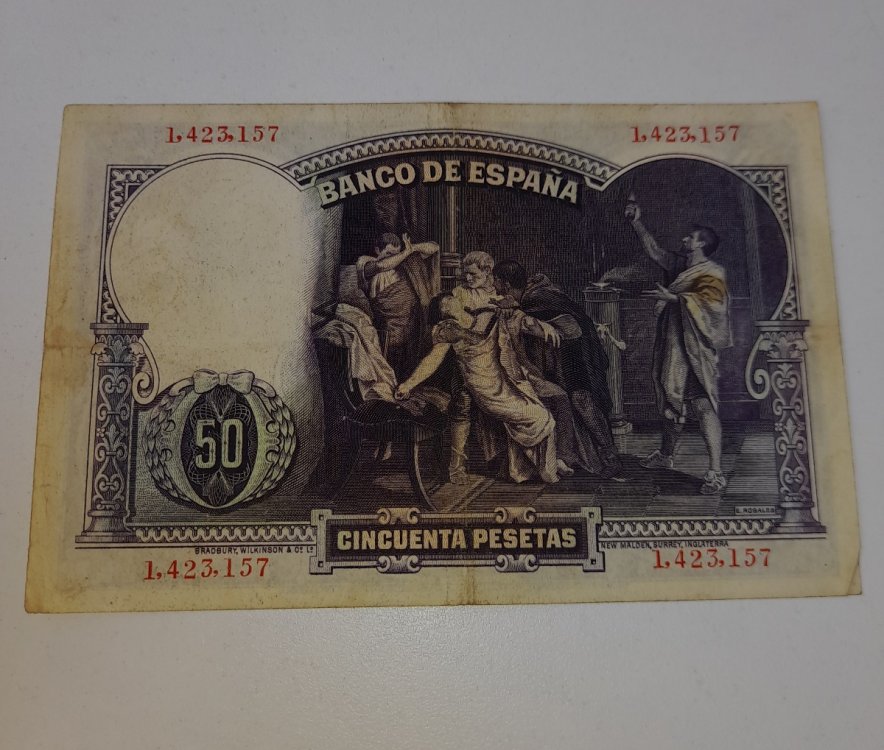 1,423,157 1,423,157
BANCO DE ESPAÑA
50
E. ROSALES
CINCUENTA PESETAS
BRADBURY, WILKINSON & Cº Lº NEW MALDEN, SURREY, INGLATERRA
1,423,157 1,423,157